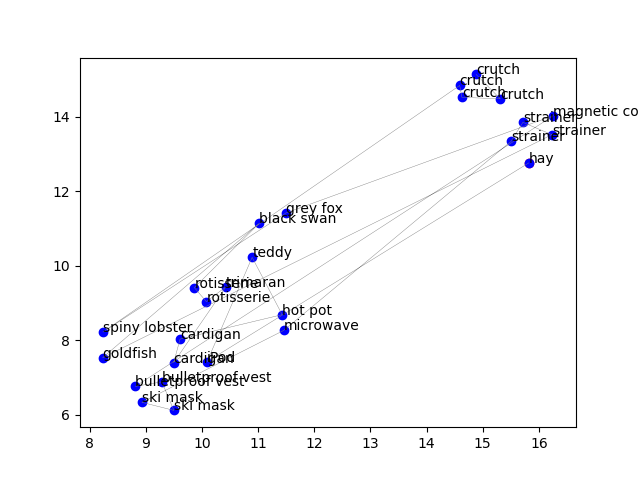 crutch
crutch
crutch
crutch
magnetic co
strainer
strainer
strainer
hay
grey fox
black swan
teddy
rotisserie
trimaran
rotisserie
hot pot
microwave
spiny lobster
cardigan
goldfish
cardigan
iPod
bulletproof vest
bulletproof vest
ski mask
ski mask
14
12
10
8
6
8 9 10 11 12 13 14 15 16